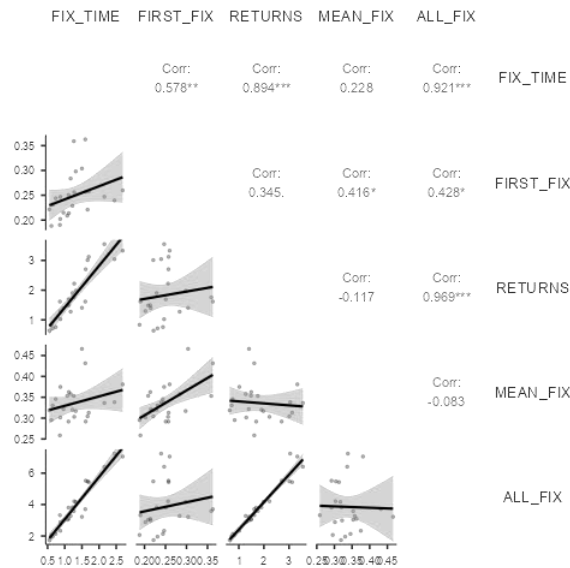 FIX_TIME FIRST_FIX RETURNS MEAN_FIX ALL_FIX
Corr: Corr: Corr: Corr:
0.578** 0.894*** 0.228 0.921***
FIX_TIME
0.35
0.30
0.25
0.20
Corr: Corr: Corr:
0.345. 0.416* 0.428*
FIRST_FIX
3
2
1
Corr: Corr:
-0.117 0.969***
RETURNS
0.45
0.40
0.35
0.30
0.25
Corr:
-0.083
MEAN_FIX
6
4
2
ALL_FIX
0.5 1.0 1.5 2.0 2.5 0.20 0.25 0.30 0.35 1 2 3 0.25 0.30 0.35 0.40 0.45